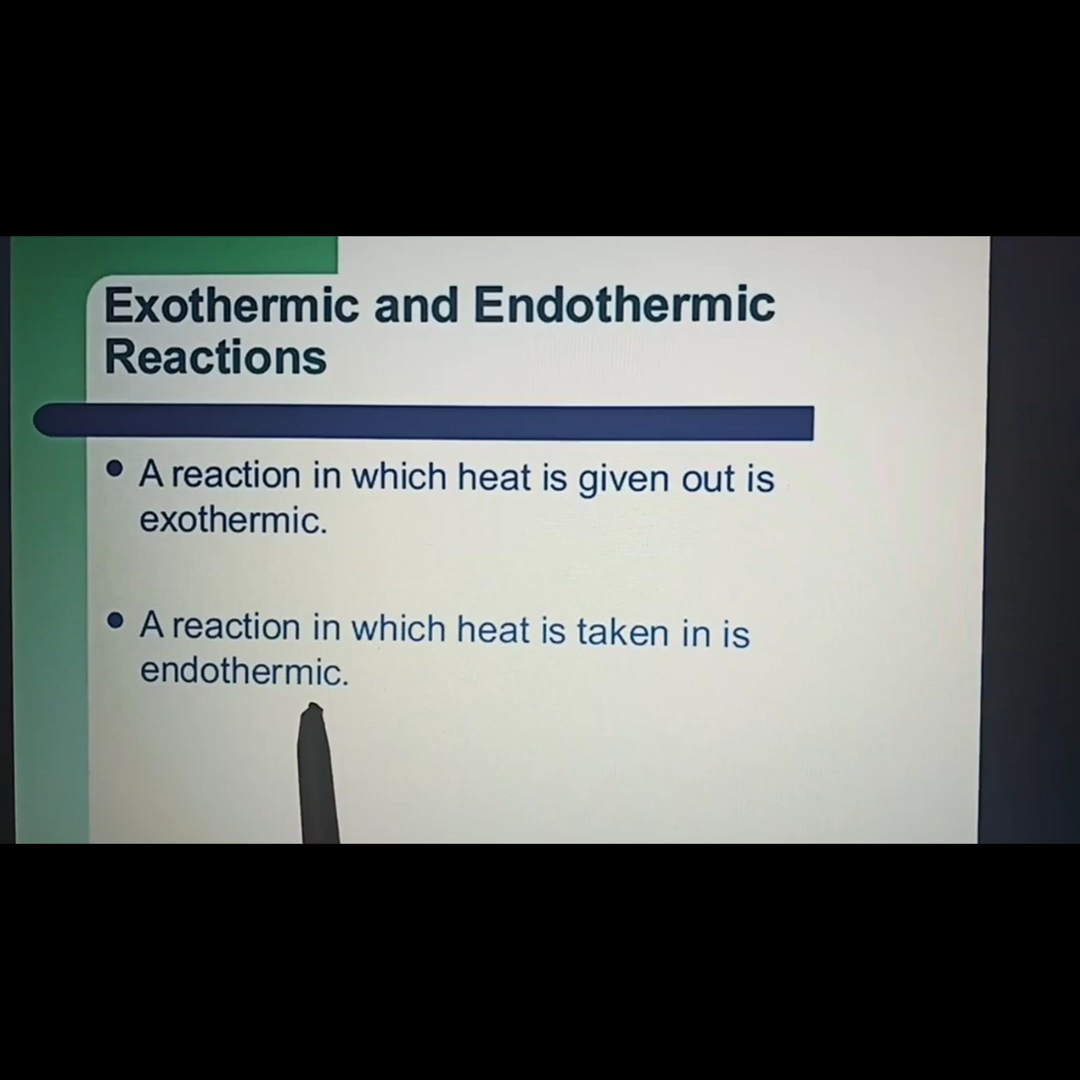 Exothermic and Endothermic
Reactions
• A reaction in which heat is given out is
exothermic.
• A reaction in which heat is taken in is
endothermic.